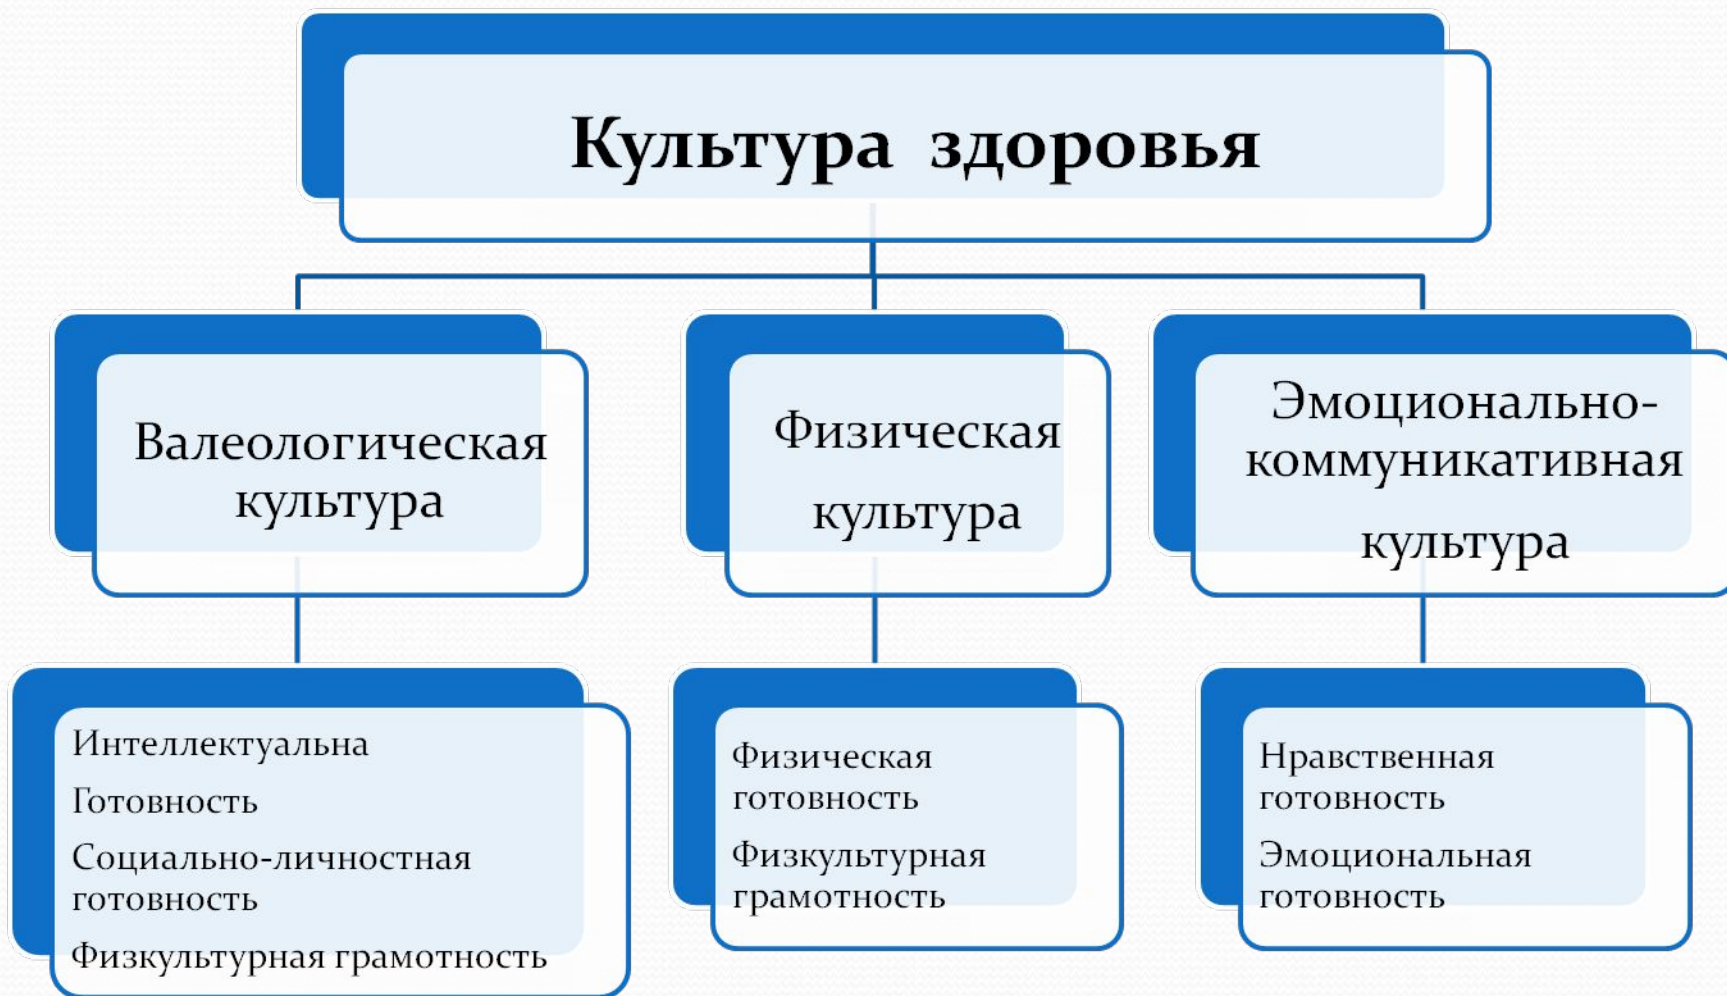 Культура здоровья
Валеологическая
культура
Физическая
культура
Эмоционально-
коммуникативная
культура
Интеллектуальна
Готовность
Социально-личностная
готовность
Физкультурная грамотность
Физическая
готовность
Физкультурная
грамотность
Нравственная
готовность
Эмоциональная
готовность